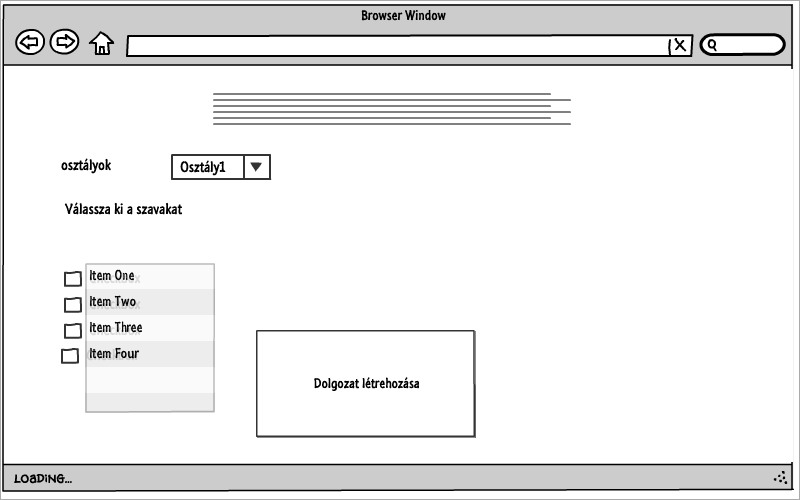 Browser Window
osztályok
Osztály1
Válassza ki a szavakat
Item One
Item Two
Item Three
Item Four
Dolgozat létrehozása
LOADING...